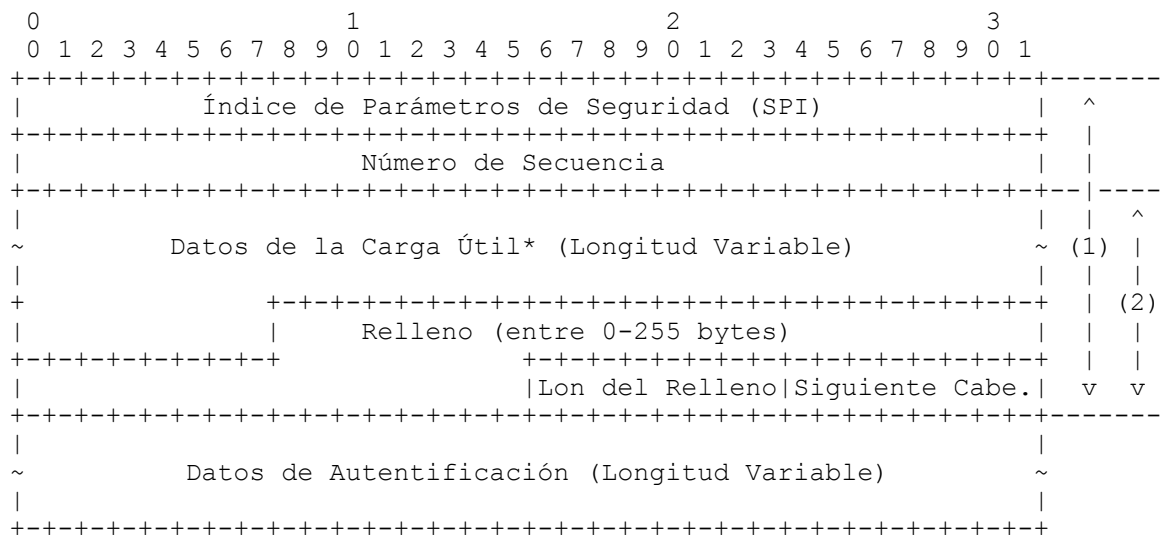 0                   1                   2                   3
0 1 2 3 4 5 6 7 8 9 0 1 2 3 4 5 6 7 8 9 0 1 2 3 4 5 6 7 8 9 0 1
Índice de Parámetros de Seguridad (SPI)
Número de Secuencia
Datos de la Carga Útil* (Longitud Variable) (1)
(2)
Relleno (entre 0-255 bytes)
Lon del Relleno|Siguiente Cabe.
Datos de Autentificación (Longitud Variable)